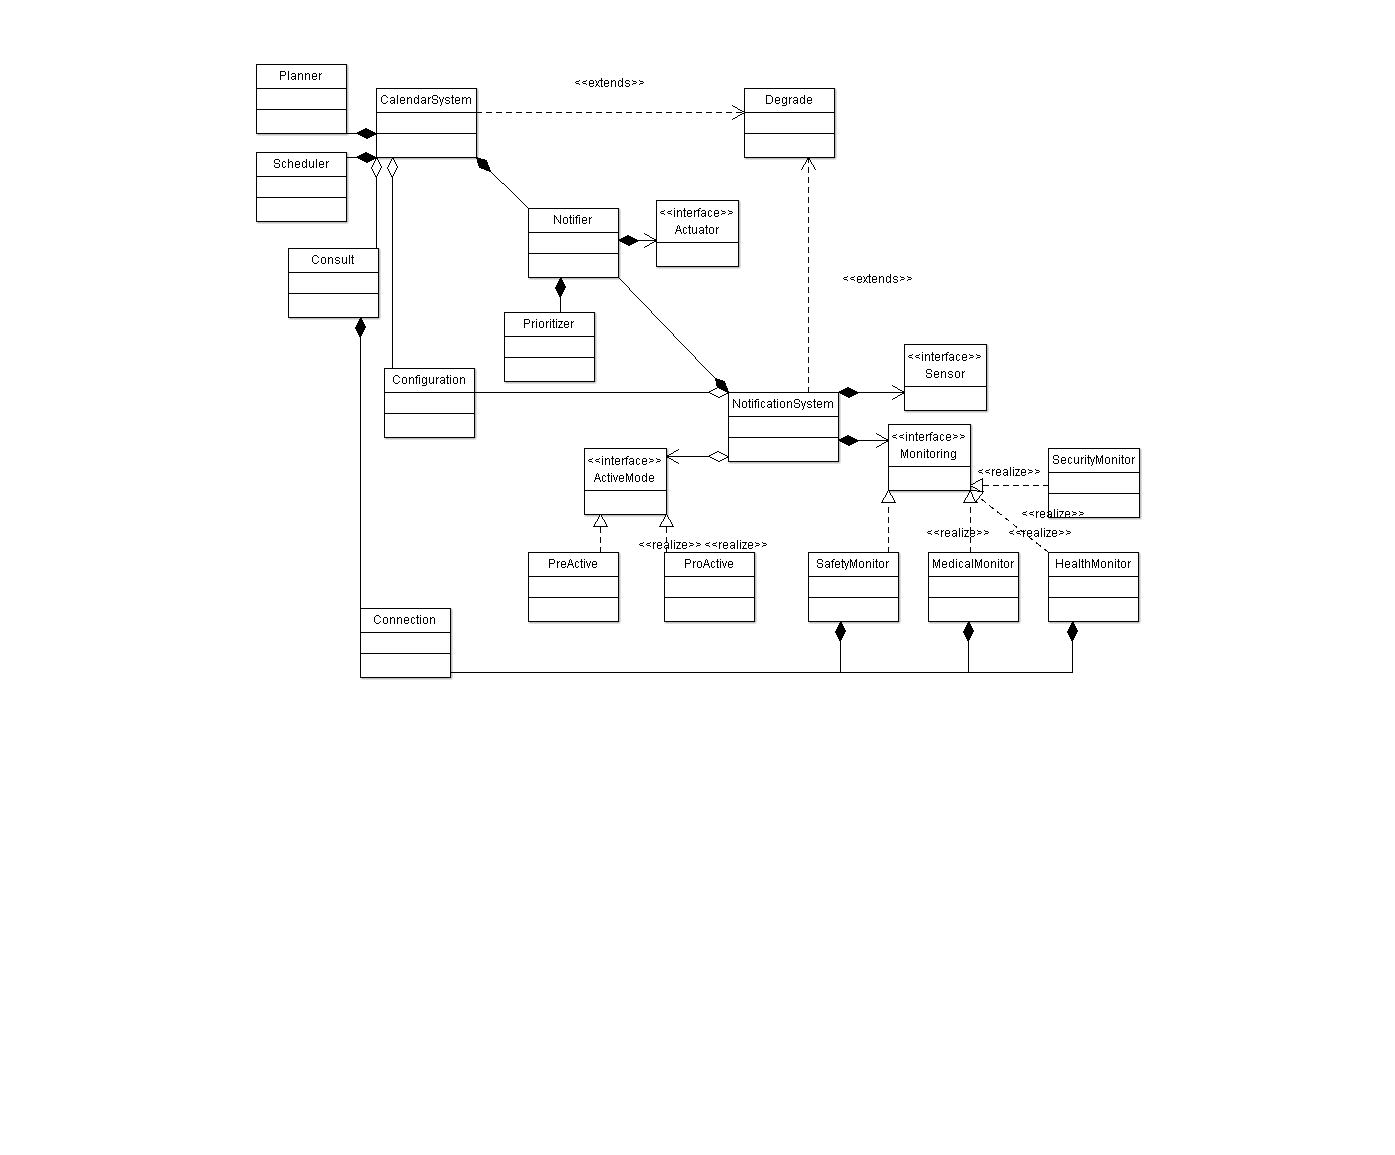 Planner
<<extends>>
CalendarSystem
Degrade
Scheduler
Notifier
<<interface>>
Actuator
Consult
<<extends>>
Prioritizer
<<interface>>
Sensor
Configuration
NotificationSystem
<<interface>>
Monitoring
<<interface>>
ActiveMode
SecurityMonitor
<<realize>>
<<realize>>
<<realize>>
<<realize>>
<<realize>>
<<realize>>
PreActive
ProActive
SafetyMonitor
MedicalMonitor
HealthMonitor
Connection